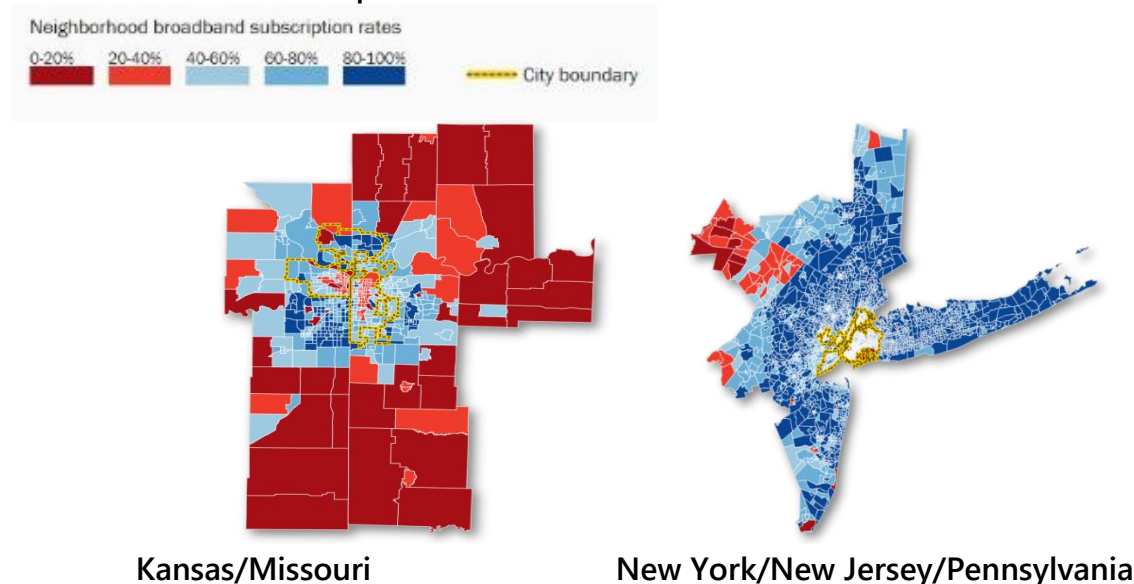 Neighborhood broadband subscription rates
0-20% 20-40% 40-60% 60-80% 80-100%
City boundary
Kansas/Missouri
New York/New Jersey/Pennsylvania